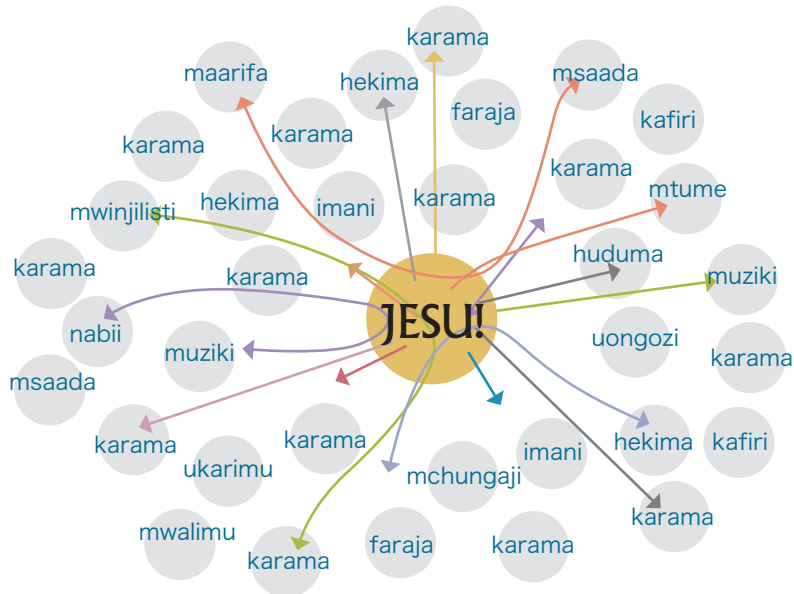 karama
maarifa
hekima
msaada
faraja
kafiri
karama
karama
karama
mtume
mwinjilisti
hekima
imani
karama
huduma
karama
karama
muziki
JESU!
nabii
muziki
uongozi
karama
msaada
karama
karama
ukarimu
mchungaji
imani
hekima
kafiri
karama
mwalimu
karama
faraja
karama